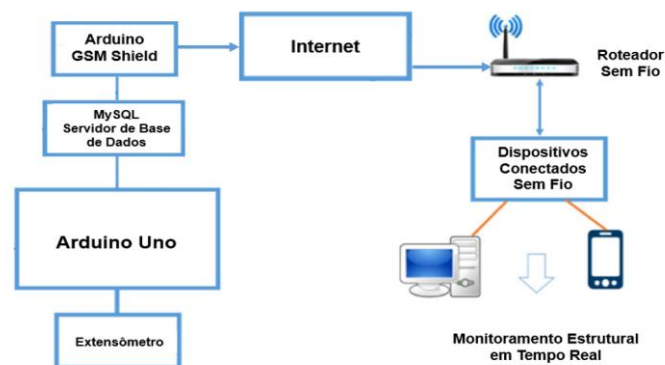 Arduino
GSM Shield
Internet
Roteador
Sem Fio
MySQL
Servidor de Base
de Dados
Dispositivos
Conectados
Sem Fio
Arduino Uno
Extensômetro
Monitoramento Estrutural
em Tempo Real